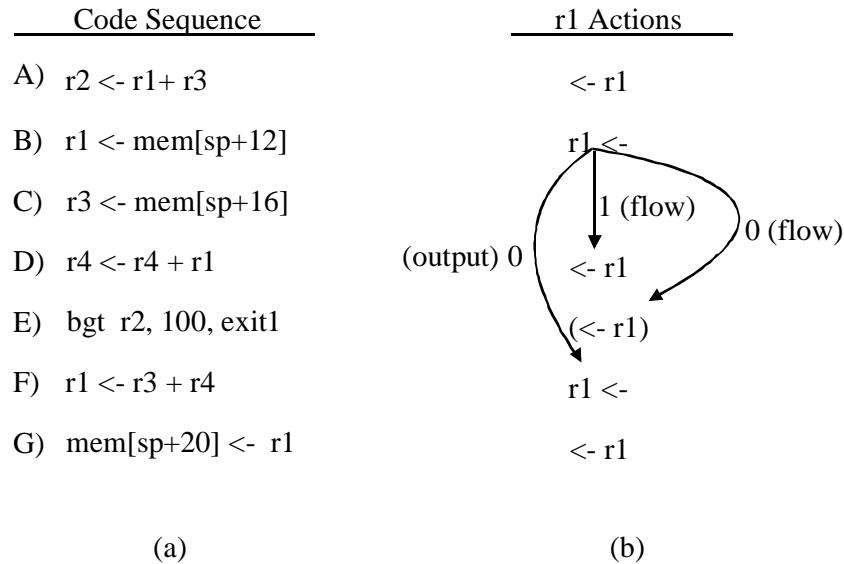 Code Sequence
r1 Actions
A) r2 <- r1+ r3
<- r1
B) r1 <- mem[sp+12]
r1 <-
C) r3 <- mem[sp+16]
1 (flow)
0 (flow)
(output) 0
D) r4 <- r4 + r1
<- r1
E) bgt r2, 100, exit1
(<- r1)
F) r1 <- r3 + r4
r1 <-
G) mem[sp+20] <- r1
<- r1
(a)
(b)